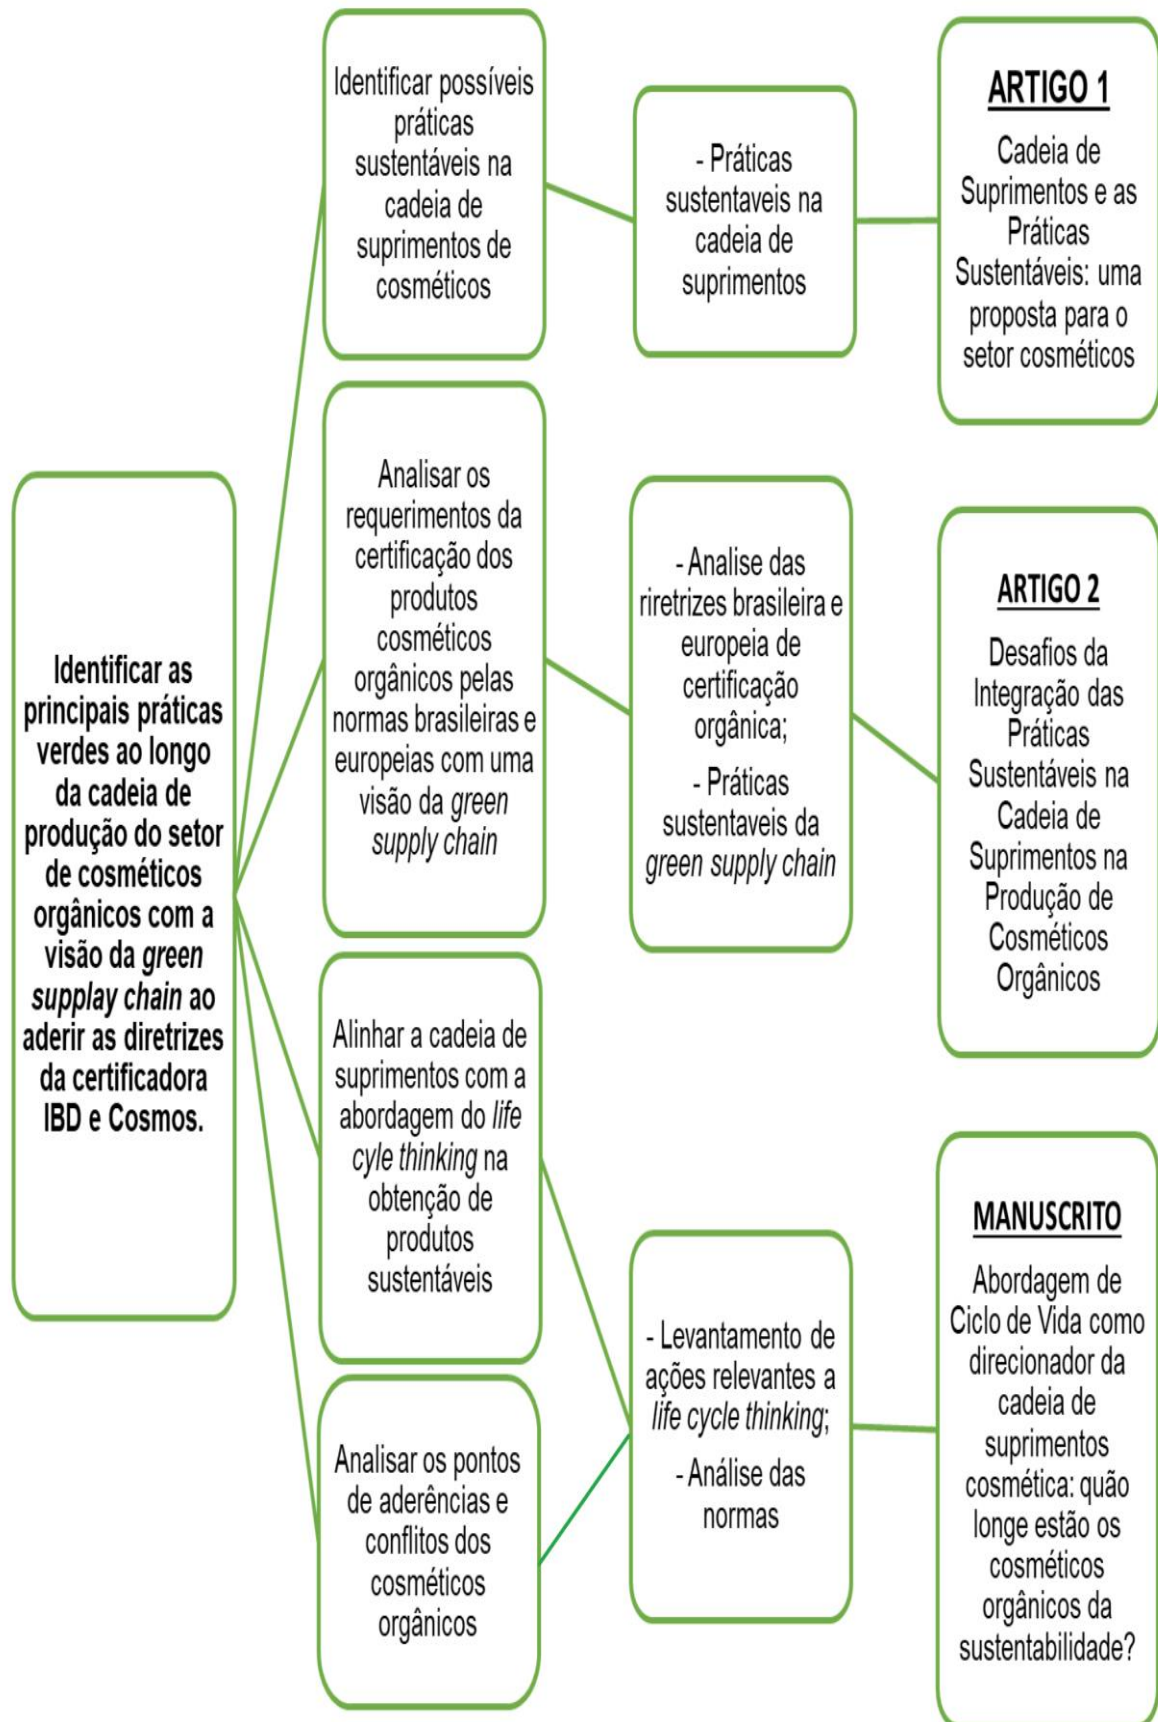 Identificar as
principais práticas
verdes ao longo
da cadeia de
produção do setor
de cosméticos
orgânicos com a
visão da green
supplay chain ao
aderir as diretrizes
da certificadora
IBD e Cosmos.
Identificar possíveis
práticas
sustentáveis na
cadeia de
suprimentos de
cosméticos
- Práticas
sustentaveis na
cadeia de
suprimentos
ARTIGO 1
Cadeia de
Suprimentos e as
Práticas
Sustentáveis: uma
proposta para o
setor cosméticos
Analisar os
requerimentos da
certificação dos
produtos
cosméticos
orgânicos pelas
normas brasileiras e
europeias com uma
visão da green
supply chain
- Analise das
riretrizes brasileira e
europeia de
certificação
orgânica;
- Práticas
sustentaveis da
green supply chain
ARTIGO 2
Desafios da
Integração das
Práticas
Sustentáveis na
Cadeia de
Suprimentos na
Produção de
Cosméticos
Orgânicos
Alinhar a cadeia de
suprimentos com a
abordagem do life
cyle thinking na
obtenção de
produtos
sustentáveis
Analisar os pontos
de aderências e
conflitos dos
cosméticos
orgânicos
- Levantamento de
ações relevantes a
life cycle thinking;
- Análise das
normas
MANUSCRITO
Abordagem de
Ciclo de Vida como
direcionador da
cadeia de
suprimentos
cosmética: quão
longe estão os
cosméticos
orgânicos da
sustentabilidade?